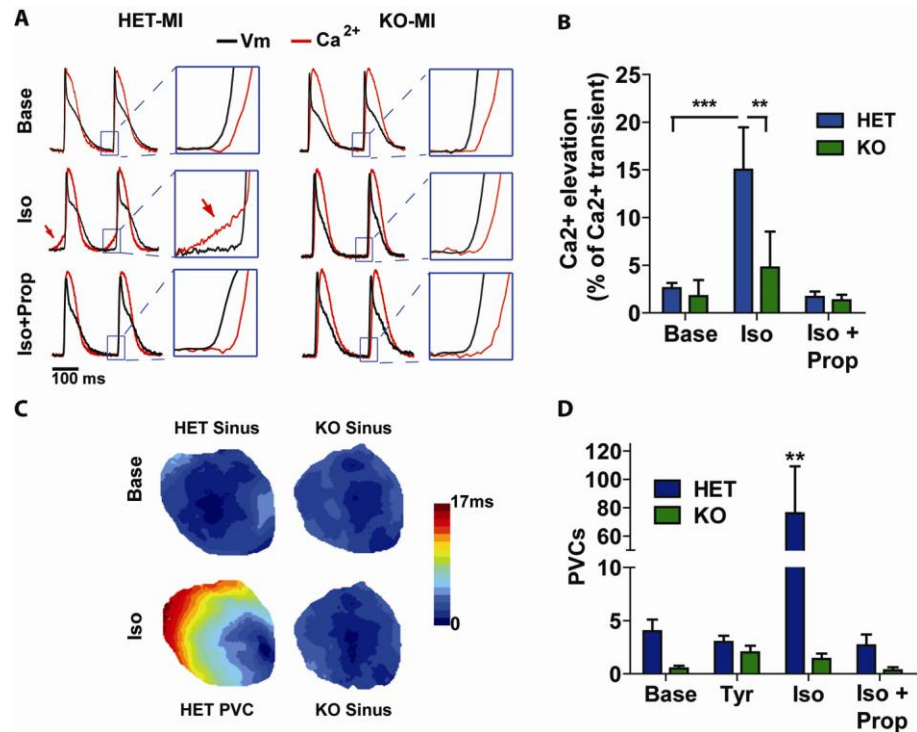 A
HET-MI
KO-MI
Vm
Ca2+
Base
Iso
Iso+Prop
100 ms
B
Ca2+ elevation
(% of Ca2+ transient)
25
20
15
10
5
0
***
**
HET
KO
Base
Iso
Iso +
Prop
C
HET Sinus
KO Sinus
Base
Iso
17ms
0
HET PVC
KO Sinus
D
PVCs
120
100
80
60
10
5
0
**
HET
KO
Base
Tyr
Iso
Iso +
Prop